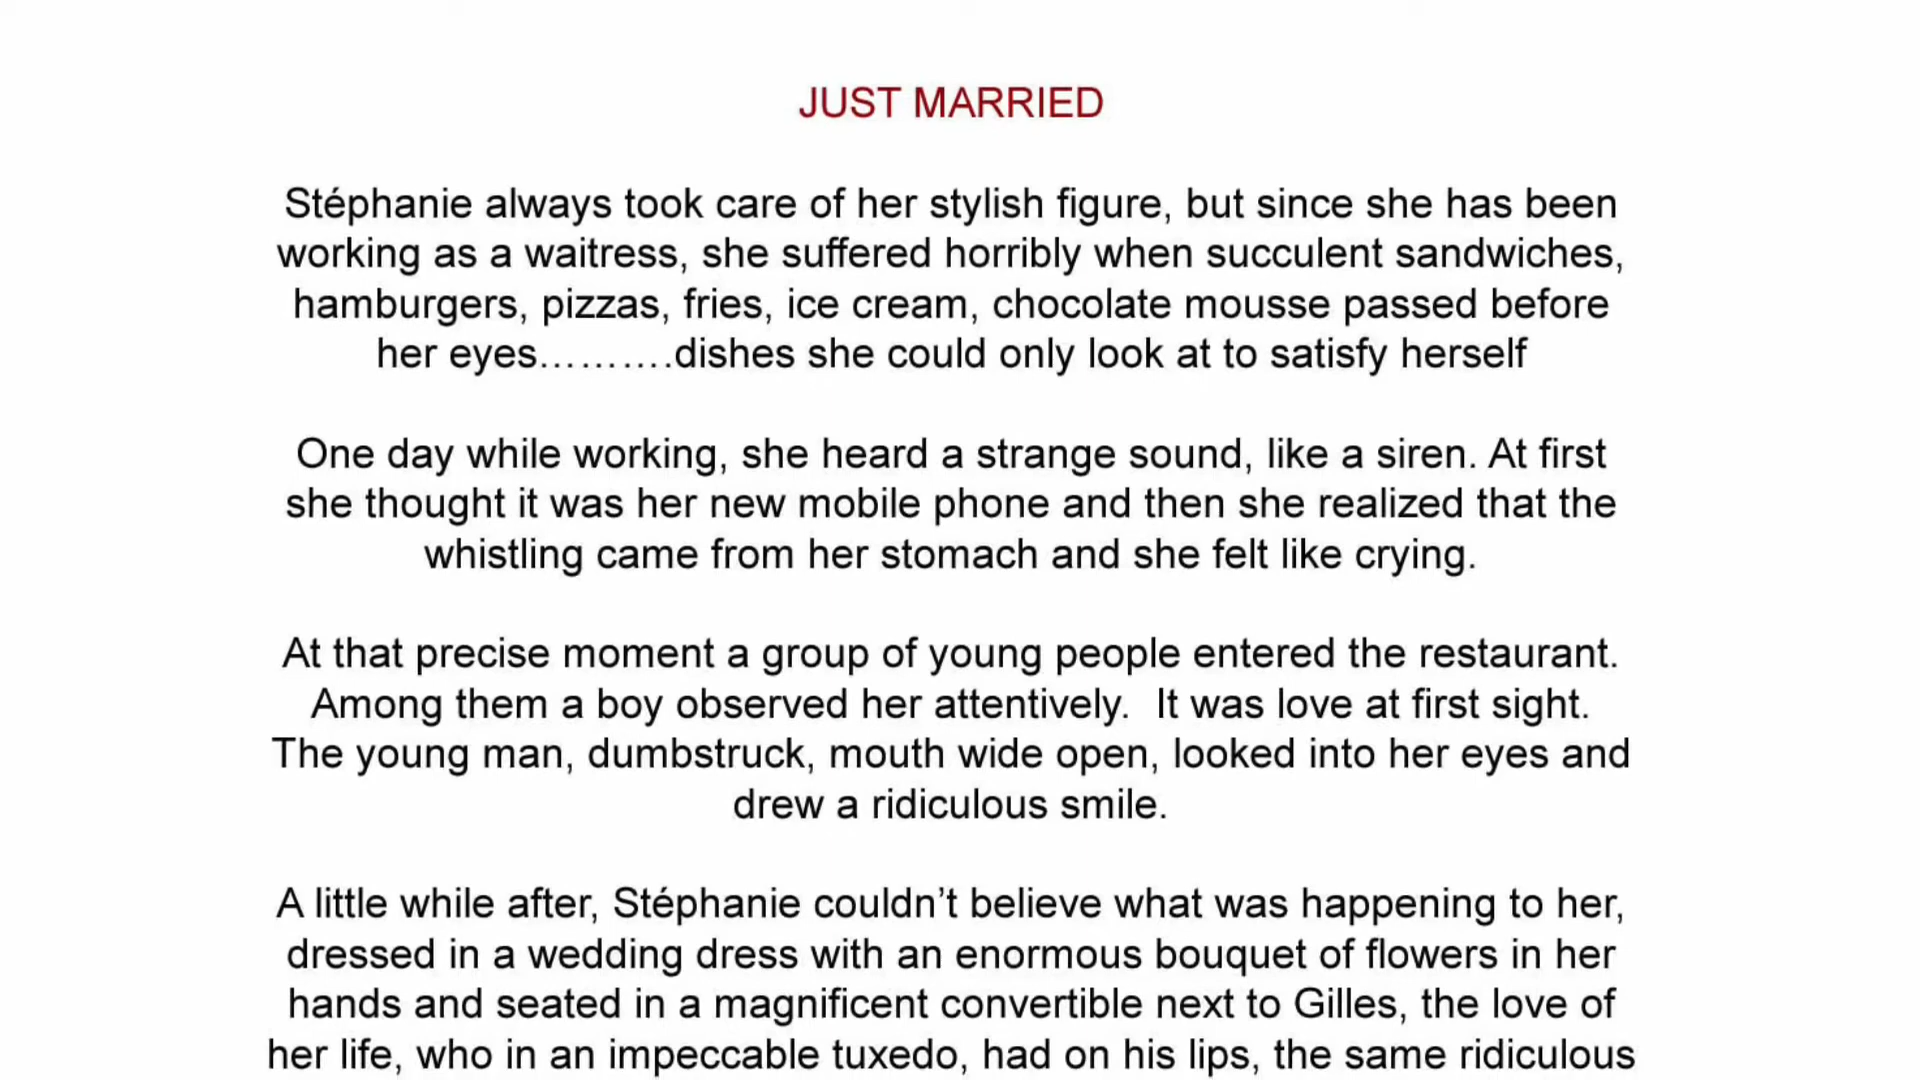 JUST MARRIED
Stéphanie always took care of her stylish figure, but since she has been
working as a waitress, she suffered horribly when succulent sandwiches,
hamburgers, pizzas, fries, ice cream, chocolate mousse passed before
her eyes……….dishes she could only look at to satisfy herself
One day while working, she heard a strange sound, like a siren. At first
she thought it was her new mobile phone and then she realized that the
whistling came from her stomach and she felt like crying.
At that precise moment a group of young people entered the restaurant.
Among them a boy observed her attentively.  It was love at first sight.
The young man, dumbstruck, mouth wide open, looked into her eyes and
drew a ridiculous smile.
A little while after, Stéphanie couldn’t believe what was happening to her,
dressed in a wedding dress with an enormous bouquet of flowers in her
hands and seated in a magnificent convertible next to Gilles, the love of
her life, who in an impeccable tuxedo, had on his lips, the same ridiculous